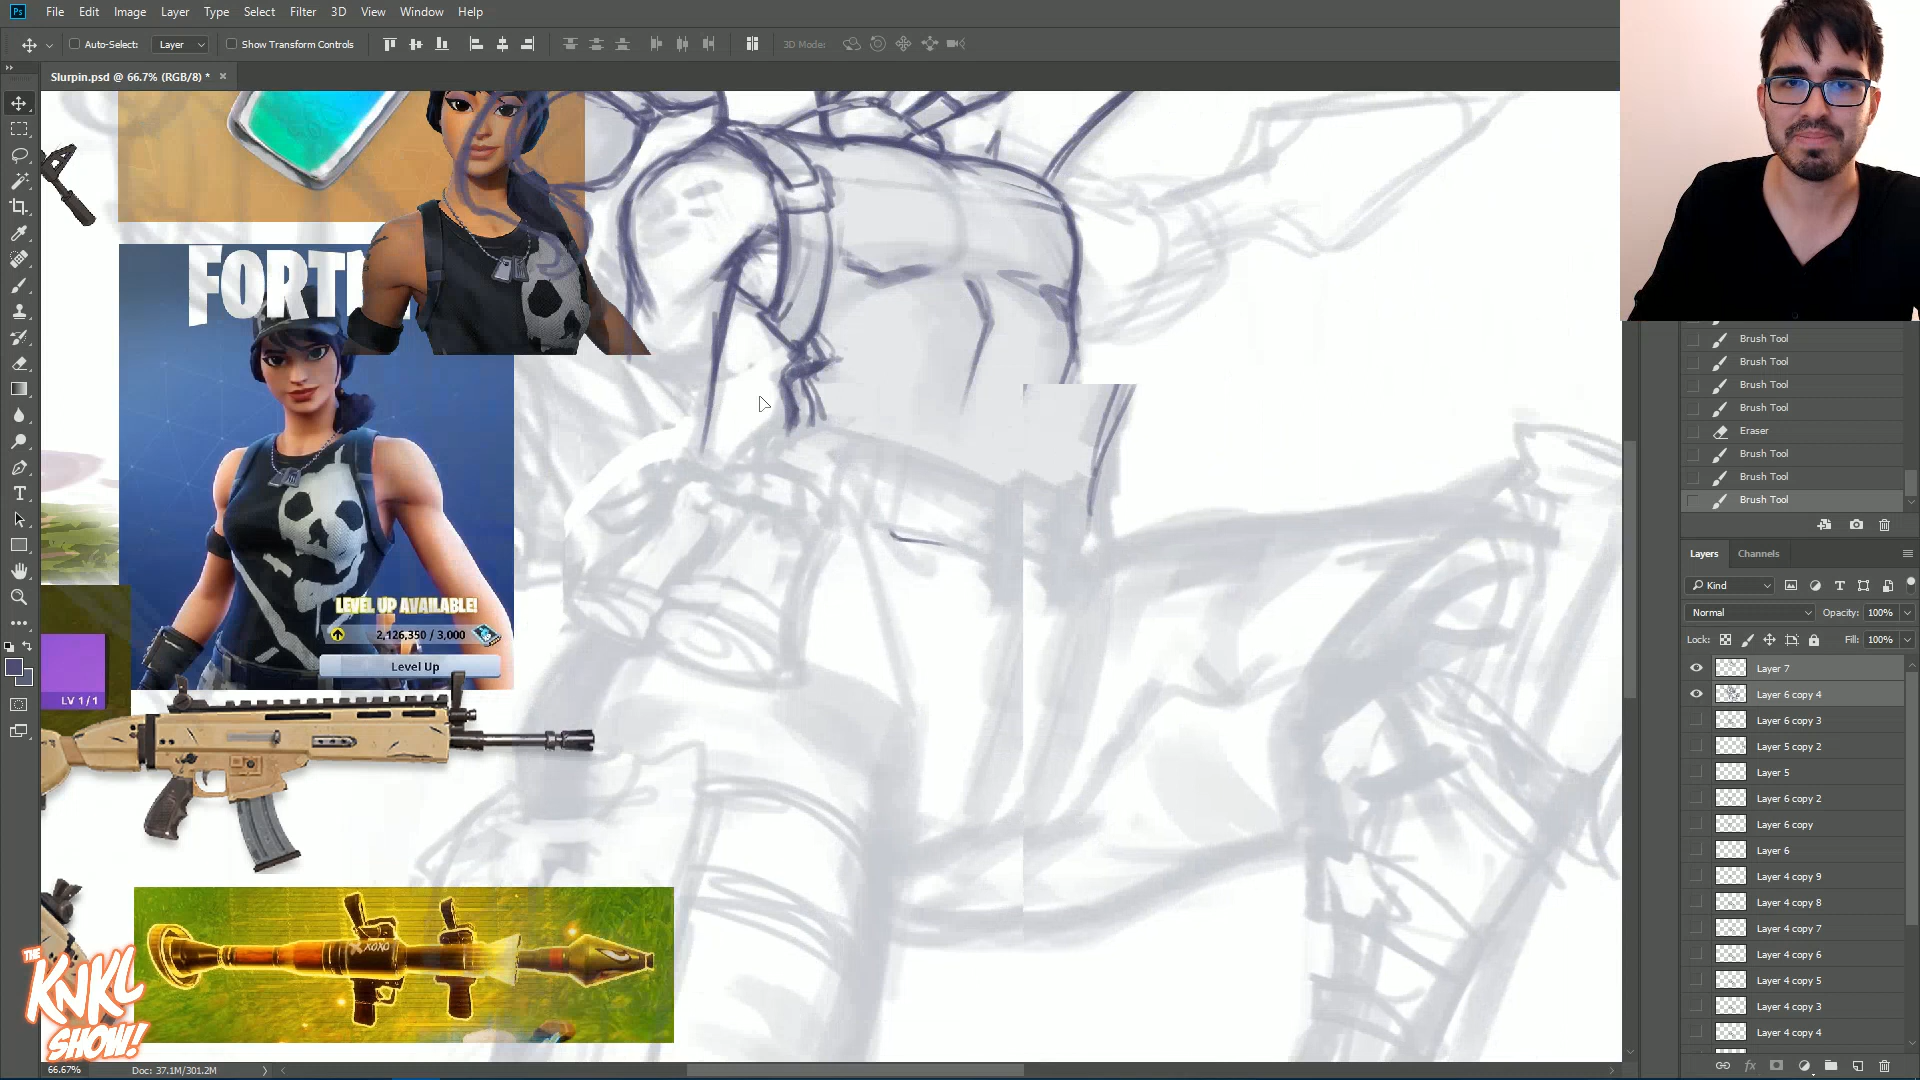 Ps File Edit Image Layer Type Select Filter 3D View Window Help
Auto-Select: Layer Show Transform Controls 3D Mode:
Slurpin.psd @ 66.7% (RGB/8) * ×
FORT
LEVEL UP AVAILABLE!
2,126,350 / 3,000
Level Up
LV 1/1
XOXO
THE
KNKL
SHOW!
66.67% Doc: 37.1M/301.2M
Brush Tool
Brush Tool
Brush Tool
Brush Tool
Eraser
Brush Tool
Brush Tool
Brush Tool
Layers Channels
Kind
Normal Opacity: 100%
Lock: Fill: 100%
Layer 7
Layer 6 copy 4
Layer 6 copy 3
Layer 5 copy 2
Layer 5
Layer 6 copy 2
Layer 6 copy
Layer 6
Layer 4 copy 9
Layer 4 copy 8
Layer 4 copy 7
Layer 4 copy 6
Layer 4 copy 5
Layer 4 copy 3
Layer 4 copy 4
fx